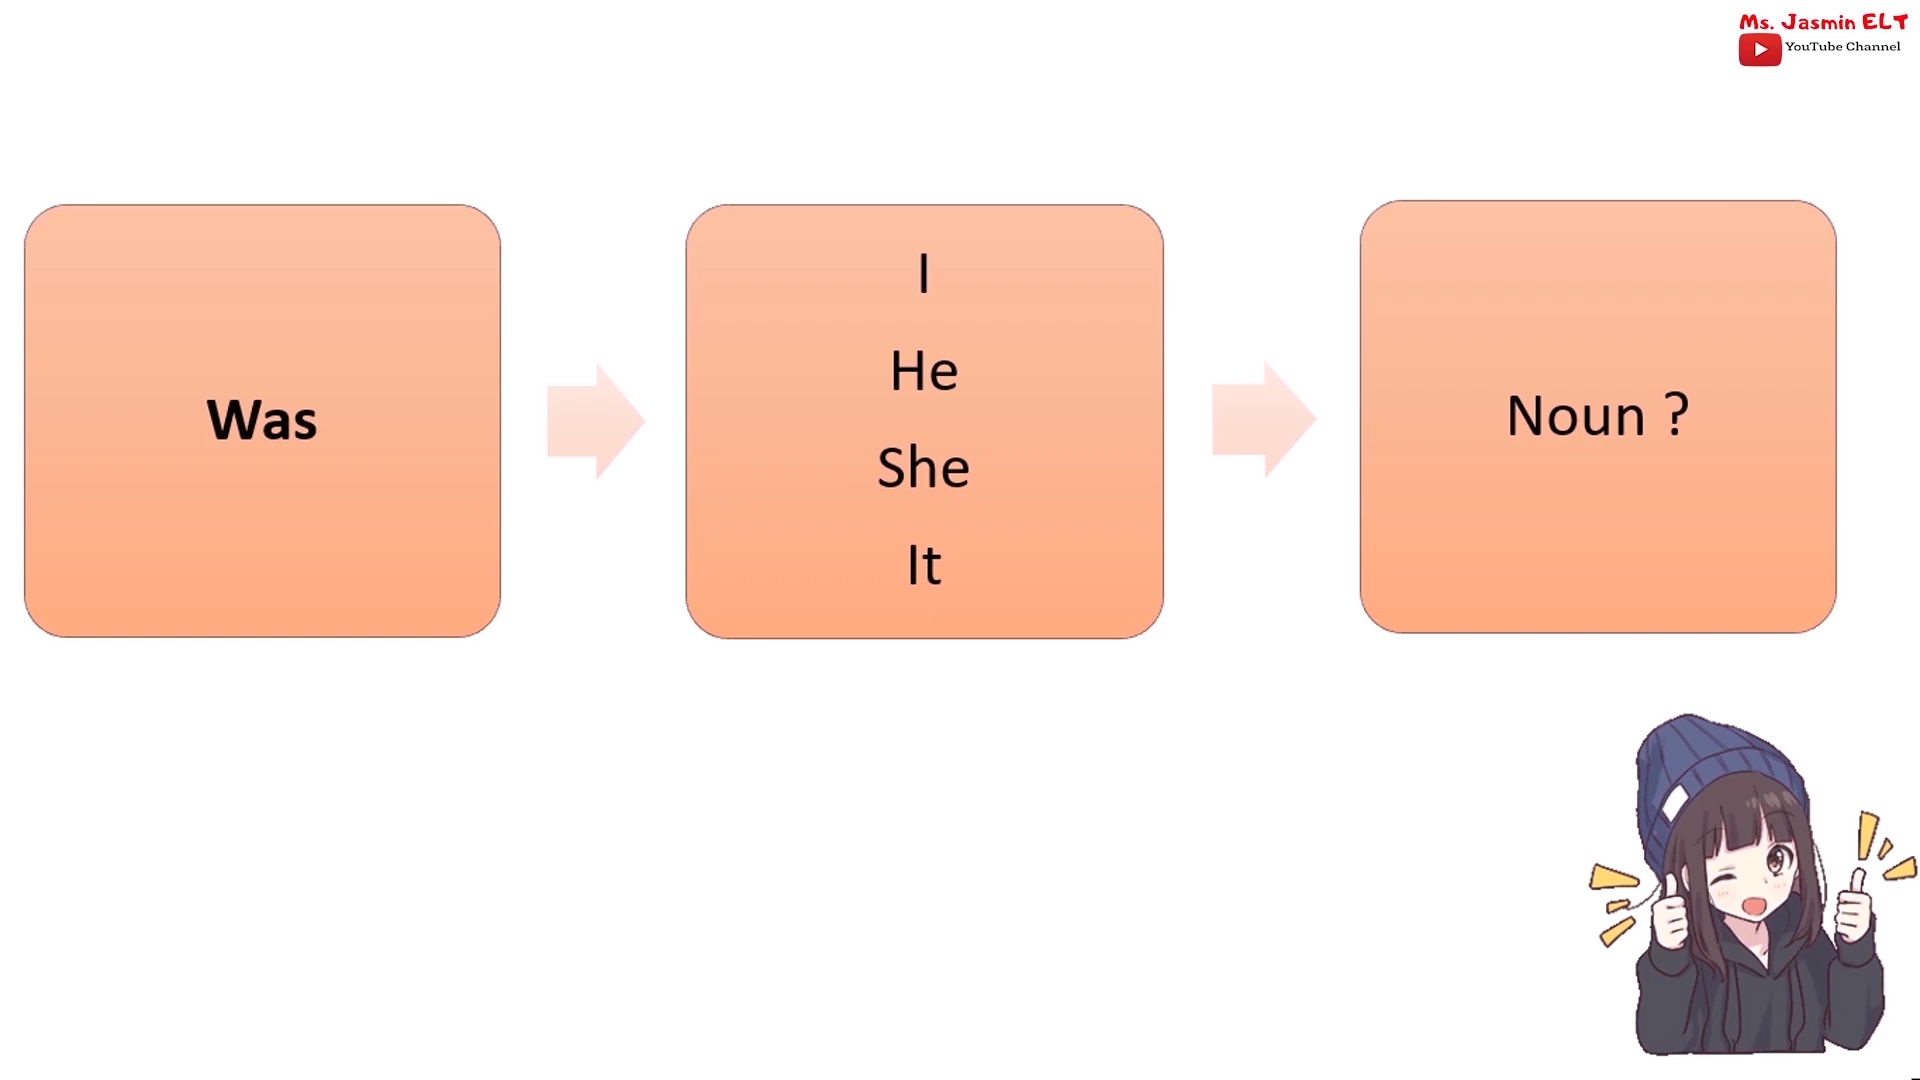 Ms. Jasmin ELT
YouTube Channel
Was
I
He
She
It
Noun ?